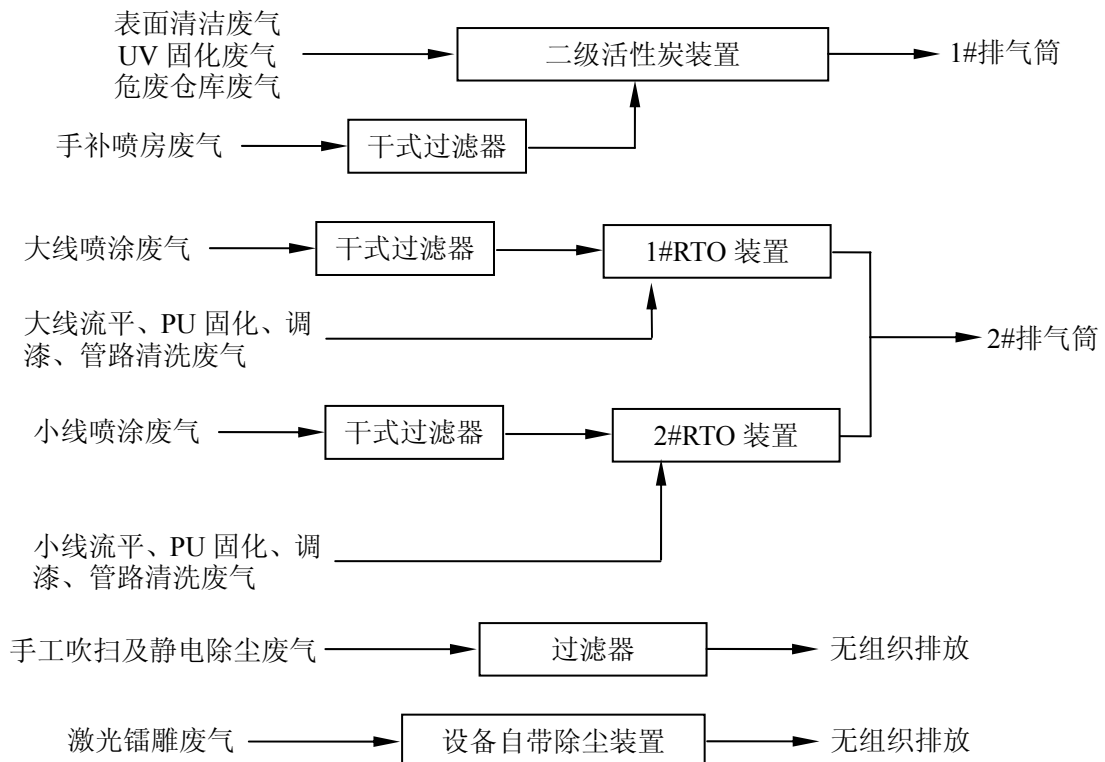 表面清洁废气
UV 固化废气
危废仓库废气
二级活性炭装置
1#排气筒
手补喷房废气
干式过滤器
大线喷涂废气
干式过滤器
1#RTO 装置
大线流平、PU 固化、调
漆、管路清洗废气
2#排气筒
小线喷涂废气
干式过滤器
2#RTO 装置
小线流平、PU 固化、调
漆、管路清洗废气
手工吹扫及静电除尘废气
过滤器
无组织排放
激光镭雕废气
设备自带除尘装置
无组织排放